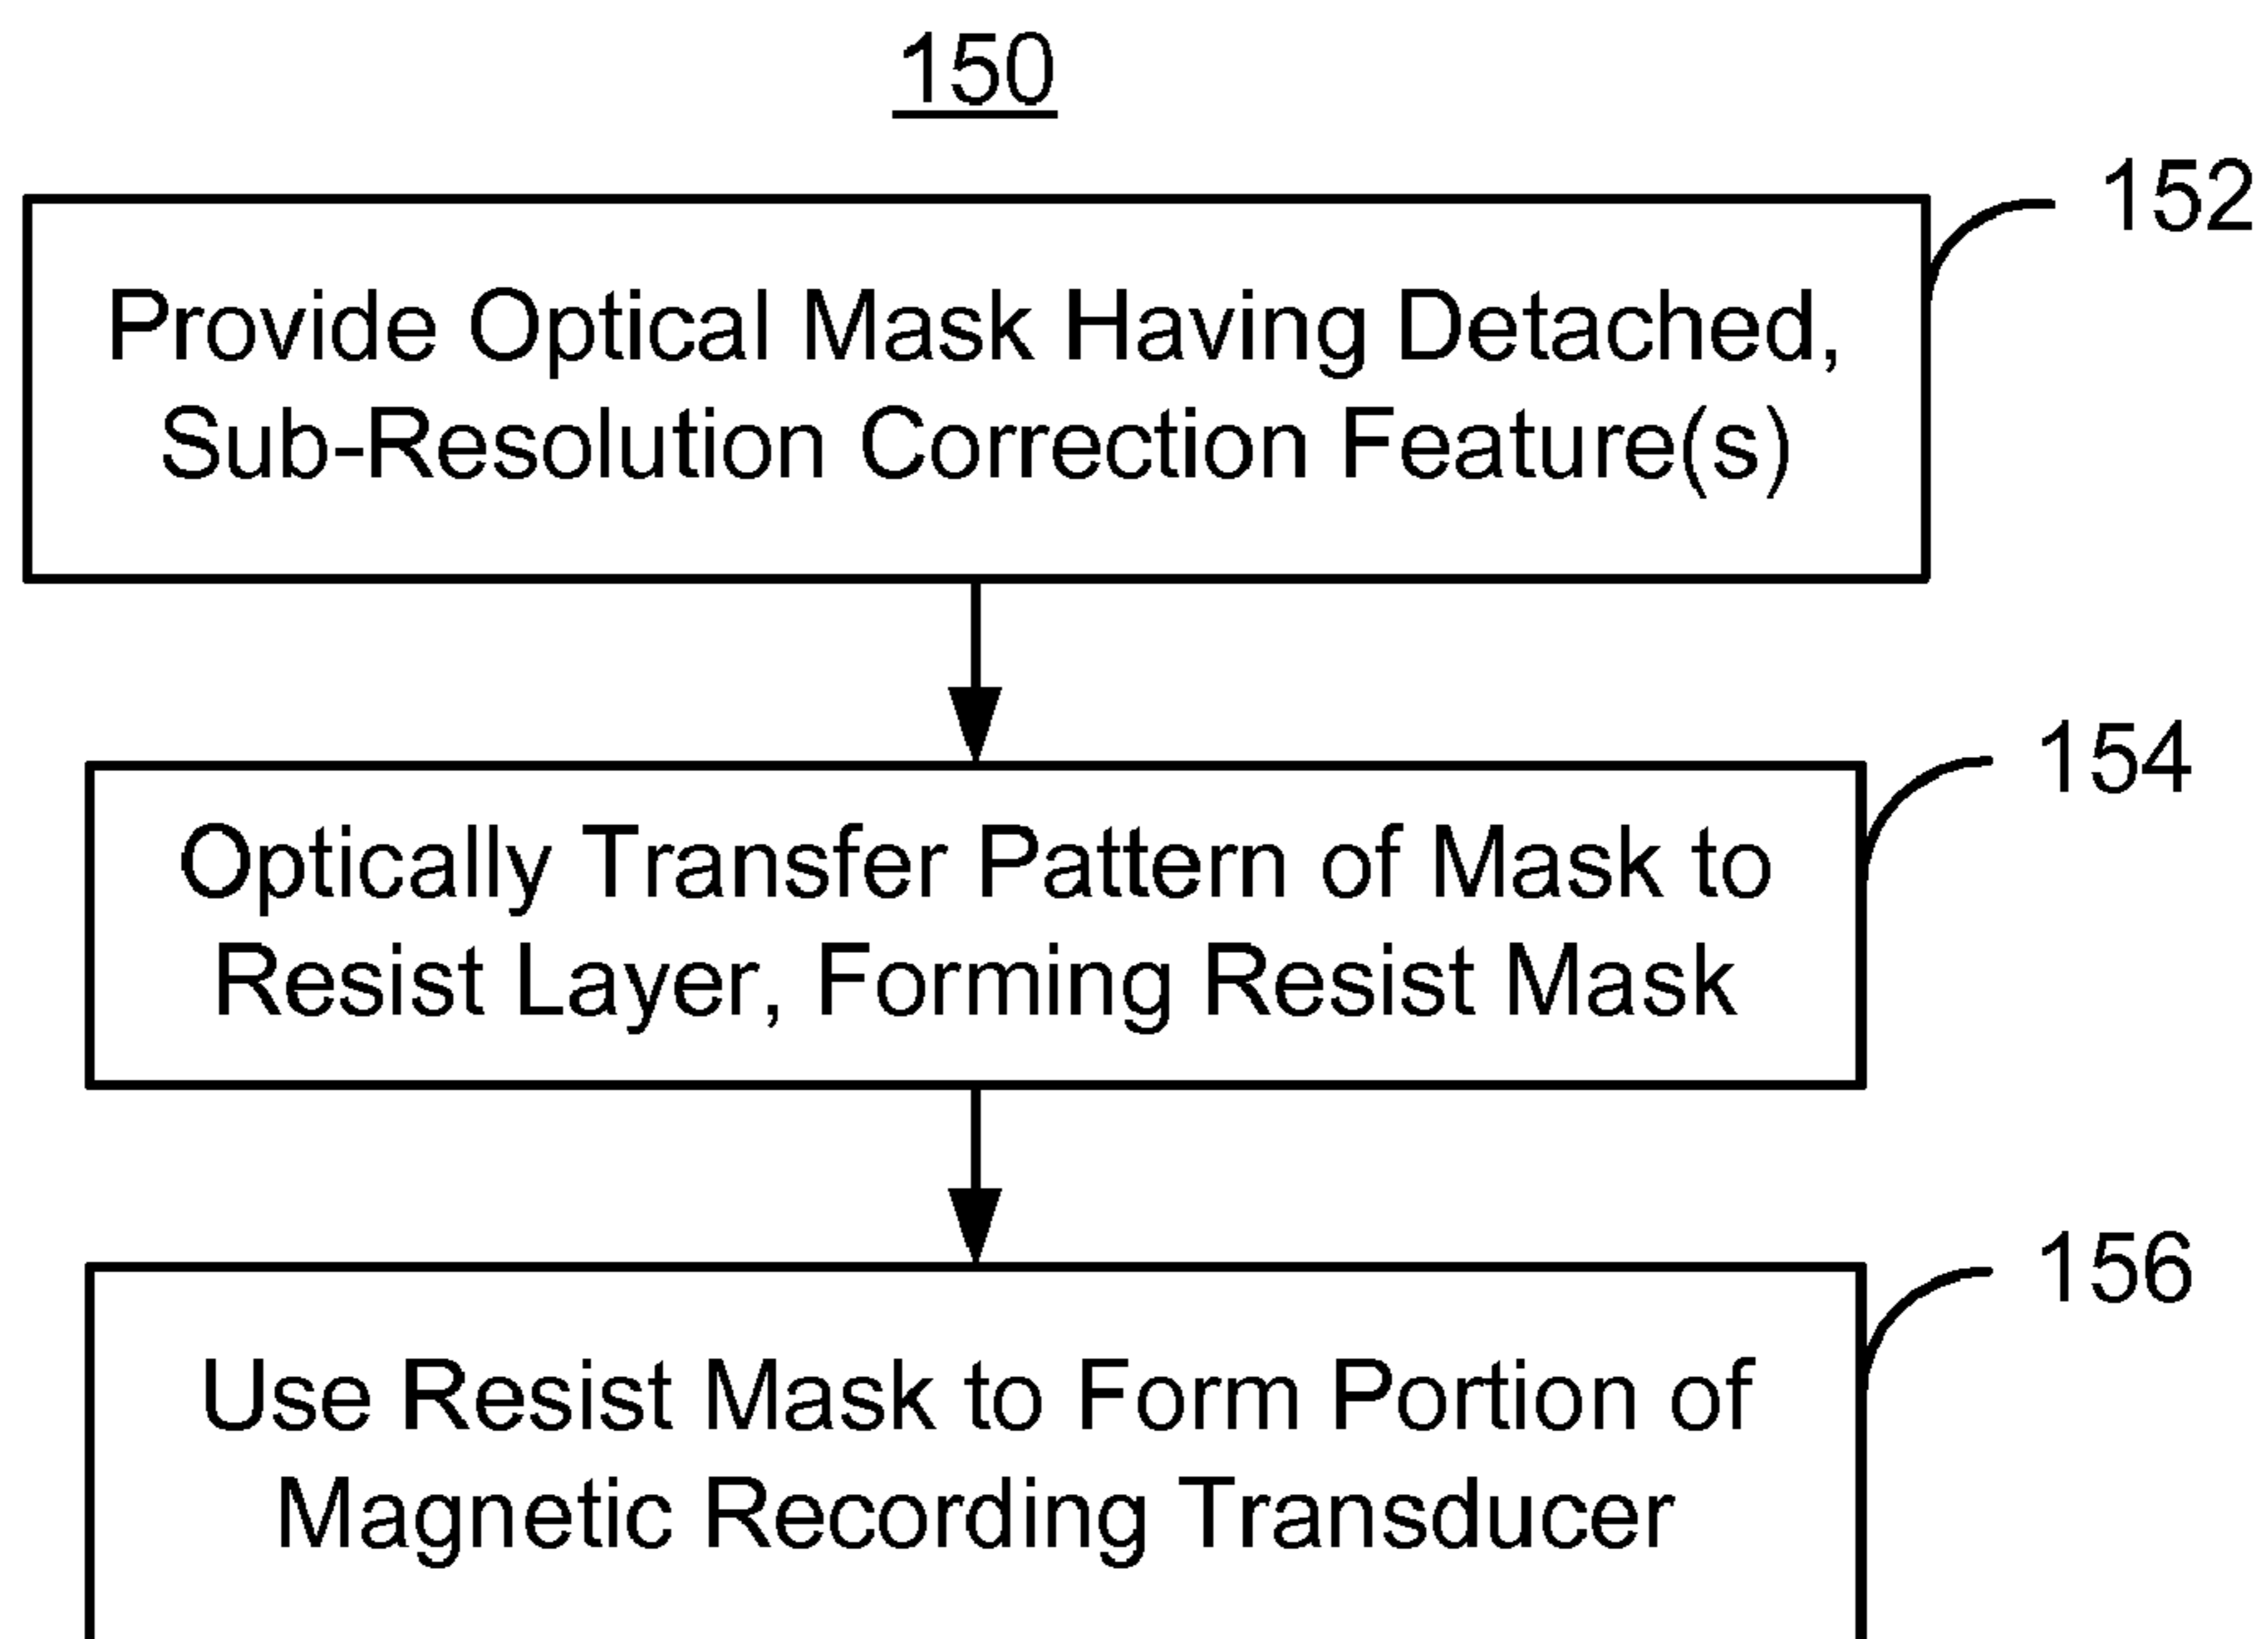 150
152
Provide Optical Mask Having Detached,
Sub-Resolution Correction Feature(s)
154
Optically Transfer Pattern of Mask to
Resist Layer, Forming Resist Mask
156
Use Resist Mask to Form Portion of
Magnetic Recording Transducer